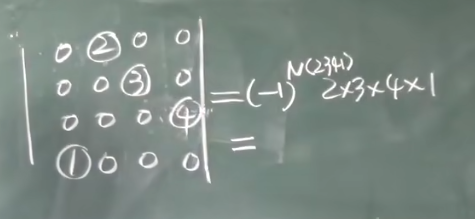 0 ② 0 0
0 0 ③ 0
0 0 0 ④
① 0 0 0
=(-1)^N(2341) 2×3×4×1
=